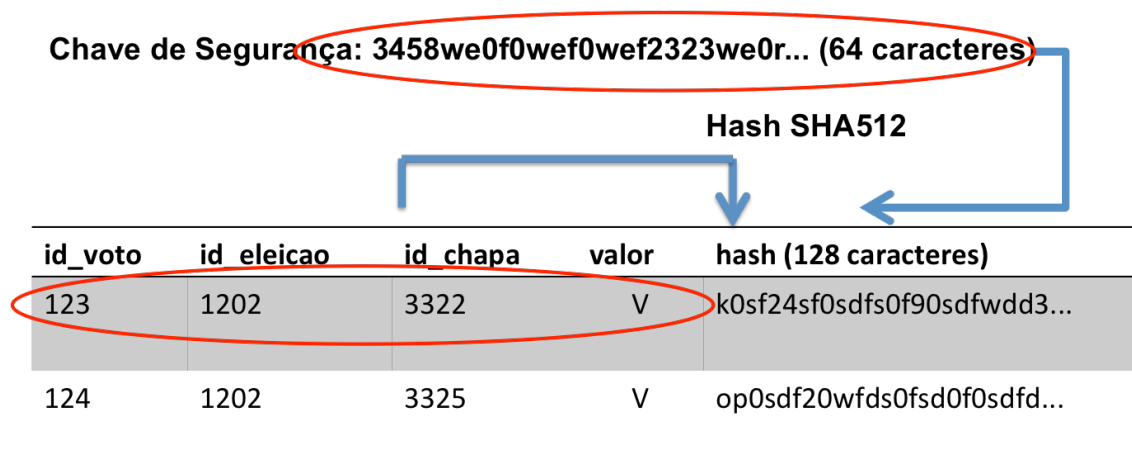 Chave de Segurança: 3458we0f0wef0wef2323we0r... (64 caracteres)
Hash SHA512
id_voto id_eleicao id_chapa valor hash (128 caracteres)
123 1202 3322 V k0sf24sf0sdfs0f90sdfwdd3...
124 1202 3325 V op0sdf20wfds0fsd0f0sdfd...